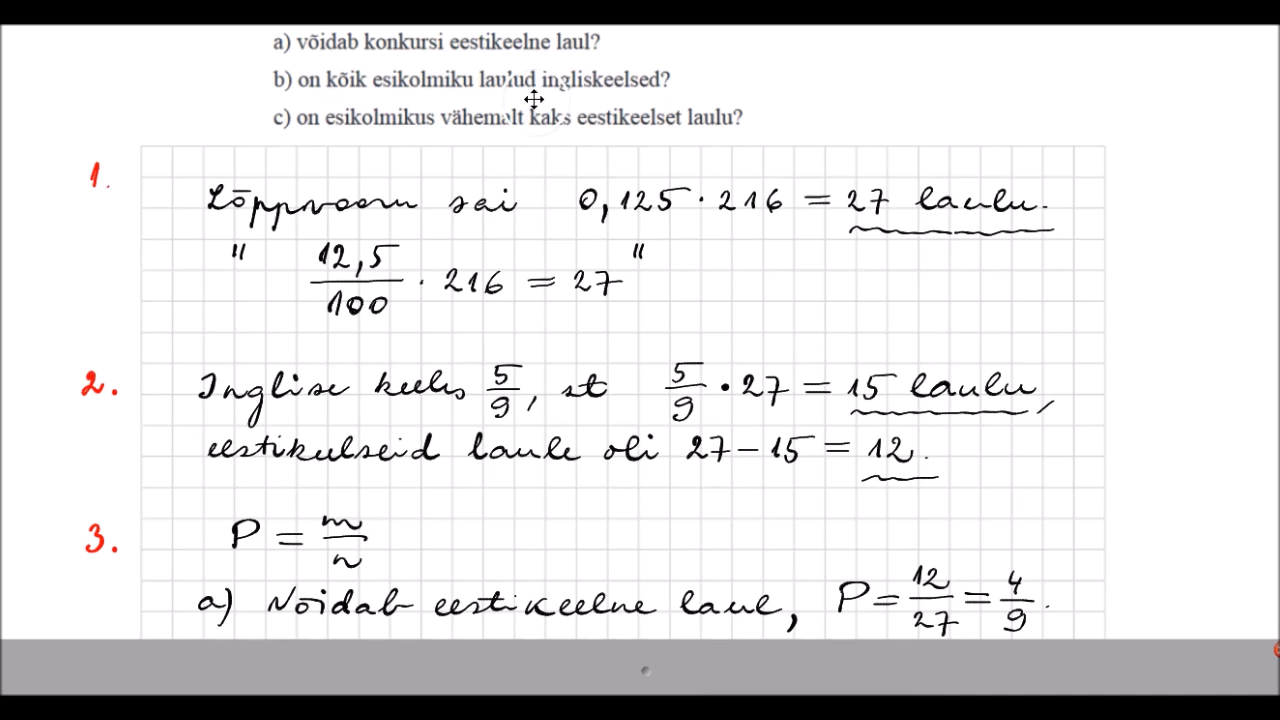 a) võidab konkursi eestikeelne laul?
b) on kõik esikolmiku laulud ingliskeelsed?
c) on esikolmikus vähemalt kaks eestikeelset laulu?
1. Lõppvooru sai 0,125 · 216 = 27 laulu.
" 12,5/100 · 216 = 27 "
2. Inglise keeles 5/9, st 5/9 · 27 = 15 laulu,
eestikeelseid laule oli 27 – 15 = 12.
3. P = m/n
a) Võidab eestikeelne laul, P = 12/27 = 4/9.